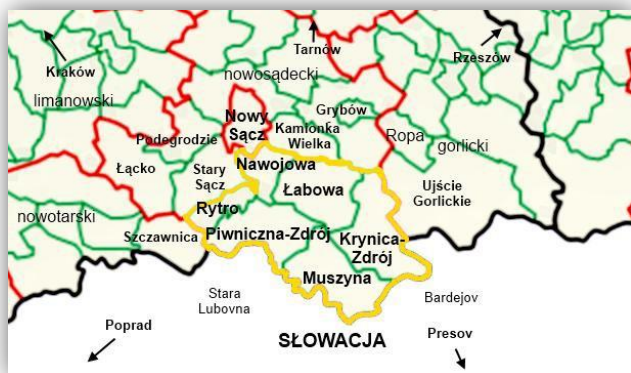 Tarnów
Rzeszów
Kraków
nowosądecki
limanowski
Grybów
Nowy
Sącz
Kamionka
Wielka
Podegrodzie
Ropa
gorlicki
Łącko
Nawojowa
Stary
Sącz
Łabowa
Ujście
Gorlickie
nowotarski
Rytro
Szczawnica
Piwniczna-Zdrój
Krynica-
Zdrój
Muszyna
Stara
Lubovna
Bardejov
Poprad
SŁOWACJA
Presov